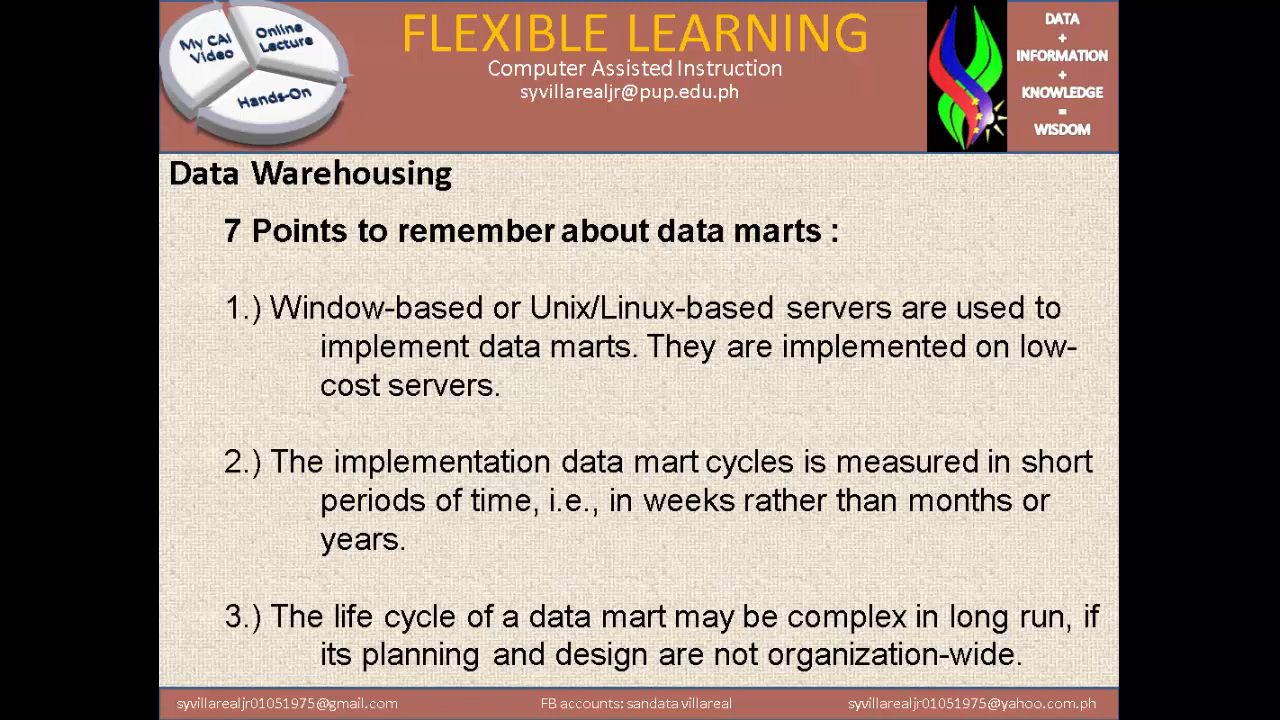 My CAI
Video
Online
Lecture
Hands-On
FLEXIBLE LEARNING
Computer Assisted Instruction
syvillarealjr@pup.edu.ph
DATA
+
INFORMATION
+
KNOWLEDGE
=
WISDOM
Data Warehousing
7 Points to remember about data marts :
1.) Window-based or Unix/Linux-based servers are used to
implement data marts. They are implemented on low-
cost servers.
2.) The implementation data mart cycles is measured in short
periods of time, i.e., in weeks rather than months or
years.
3.) The life cycle of a data mart may be complex in long run, if
its planning and design are not organization-wide.
syvillarealjr01051975@gmail.com
FB accounts: sandata villareal
syvillarealjr01051975@yahoo.com.ph